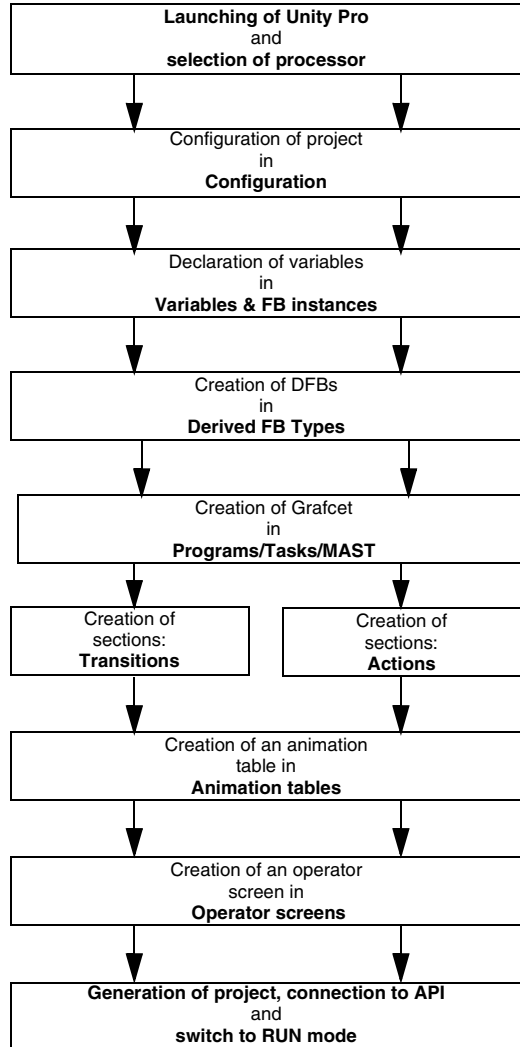 Launching of Unity Pro
and
selection of processor
Configuration of project
in
Configuration
Declaration of variables
in
Variables & FB instances
Creation of DFBs
in
Derived FB Types
Creation of Grafcet
in
Programs/Tasks/MAST
Creation of
sections:
Transitions
Creation of
sections:
Actions
Creation of an animation
table in
Animation tables
Creation of an operator
screen in
Operator screens
Generation of project, connection to API
and
switch to RUN mode